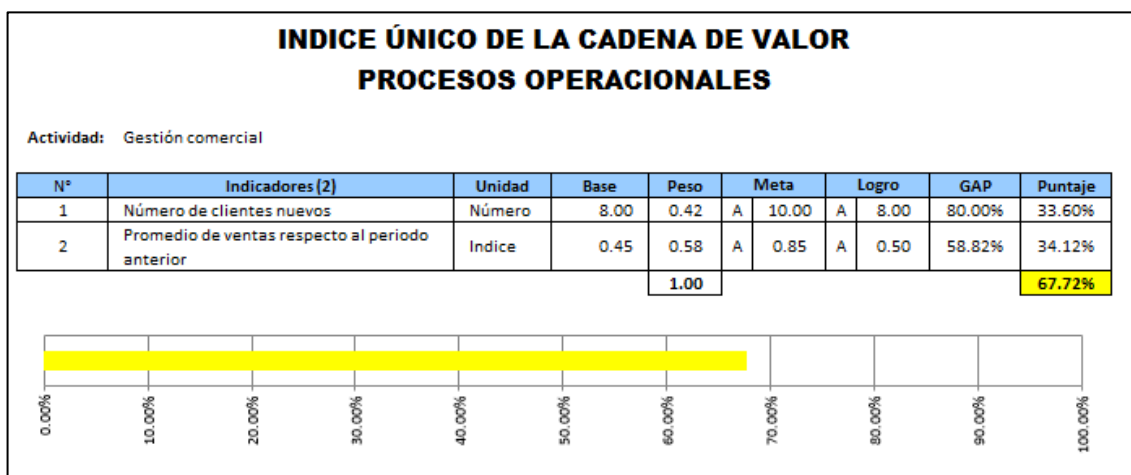 INDICE ÚNICO DE LA CADENA DE VALOR
PROCESOS OPERACIONALES
Actividad: Gestión comercial
N° Indicadores (2) Unidad Base Peso Meta Logro GAP Puntaje
1 Número de clientes nuevos Número 8.00 0.42 A 10.00 A 8.00 80.00% 33.60%
2 Promedio de ventas respecto al periodo
anterior Indice 0.45 0.58 A 0.85 A 0.50 58.82% 34.12%
1.00 67.72%
0.00% 10.00% 20.00% 30.00% 40.00% 50.00% 60.00% 70.00% 80.00% 90.00% 100.00%